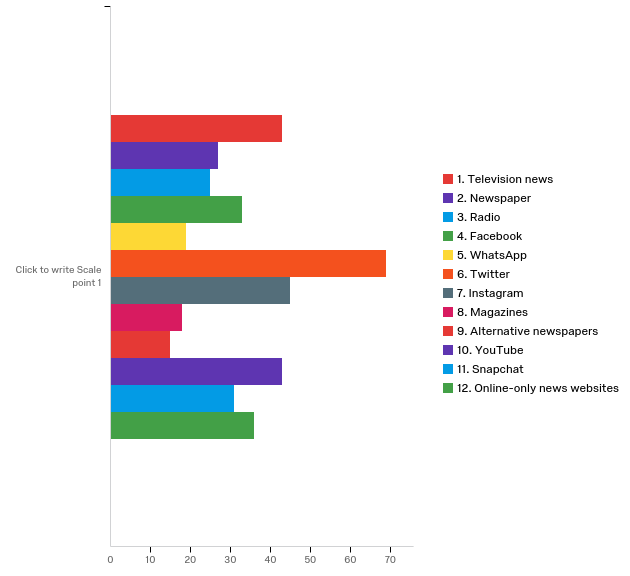 Click to write Scale
point 1
1. Television news
2. Newspaper
3. Radio
4. Facebook
5. WhatsApp
6. Twitter
7. Instagram
8. Magazines
9. Alternative newspapers
10. YouTube
11. Snapchat
12. Online-only news websites
0 10 20 30 40 50 60 70